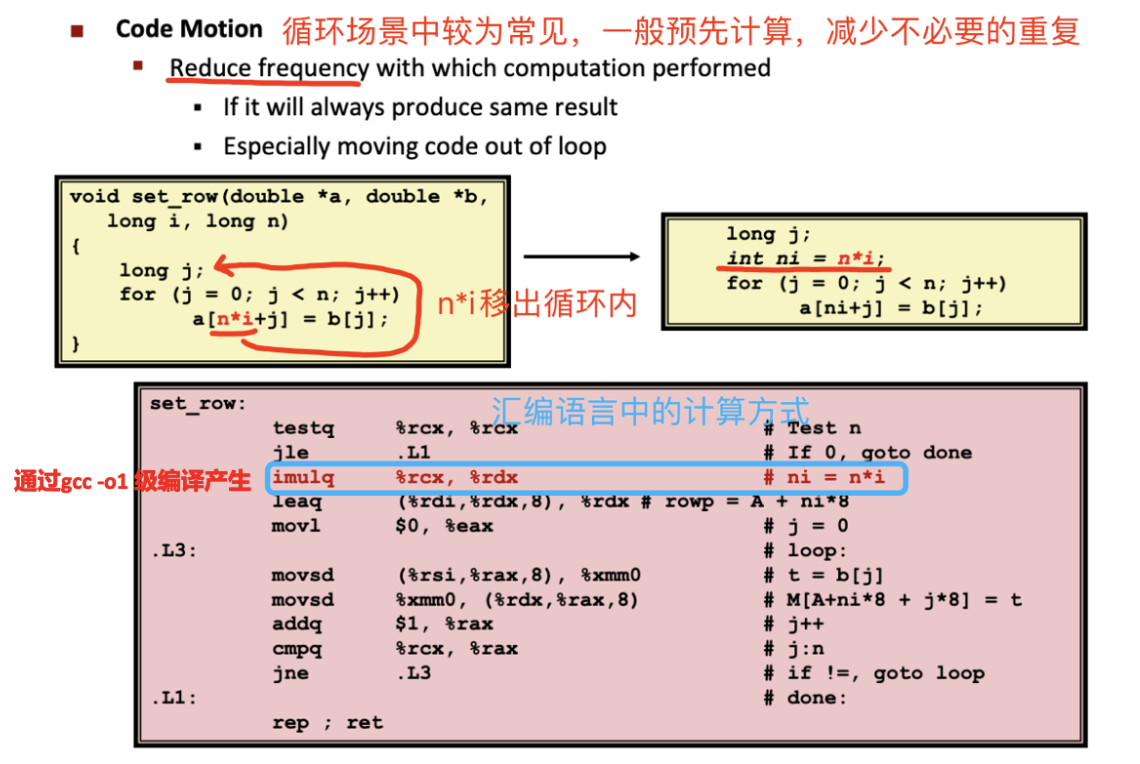 Code Motion 循环场景中较为常见，一般预先计算，减少不必要的重复
Reduce frequency with which computation performed
If it will always produce same result
Especially moving code out of loop
void set_row(double *a, double *b,
long i, long n)
{
long j;
for (j = 0; j < n; j++)
a[n*i+j] = b[j];
}
n*i移出循环内
long j;
int ni = n*i;
for (j = 0; j < n; j++)
a[ni+j] = b[j];
汇编语言中的计算方式
set_row:
testq %rcx, %rcx # Test n
jle .L1 # If 0, goto done
通过gcc -o1 级编译产生
imulq %rcx, %rdx # ni = n*i
leaq (%rdi,%rdx,8), %rdx # rowp = A + ni*8
movl $0, %eax # j = 0
.L3: # loop:
movsd (%rsi,%rax,8), %xmm0 # t = b[j]
movsd %xmm0, (%rdx,%rax,8) # M[A+ni*8 + j*8] = t
addq $1, %rax # j++
cmpq %rcx, %rax # j:n
jne .L3 # if !=, goto loop
.L1: # done:
rep ; ret